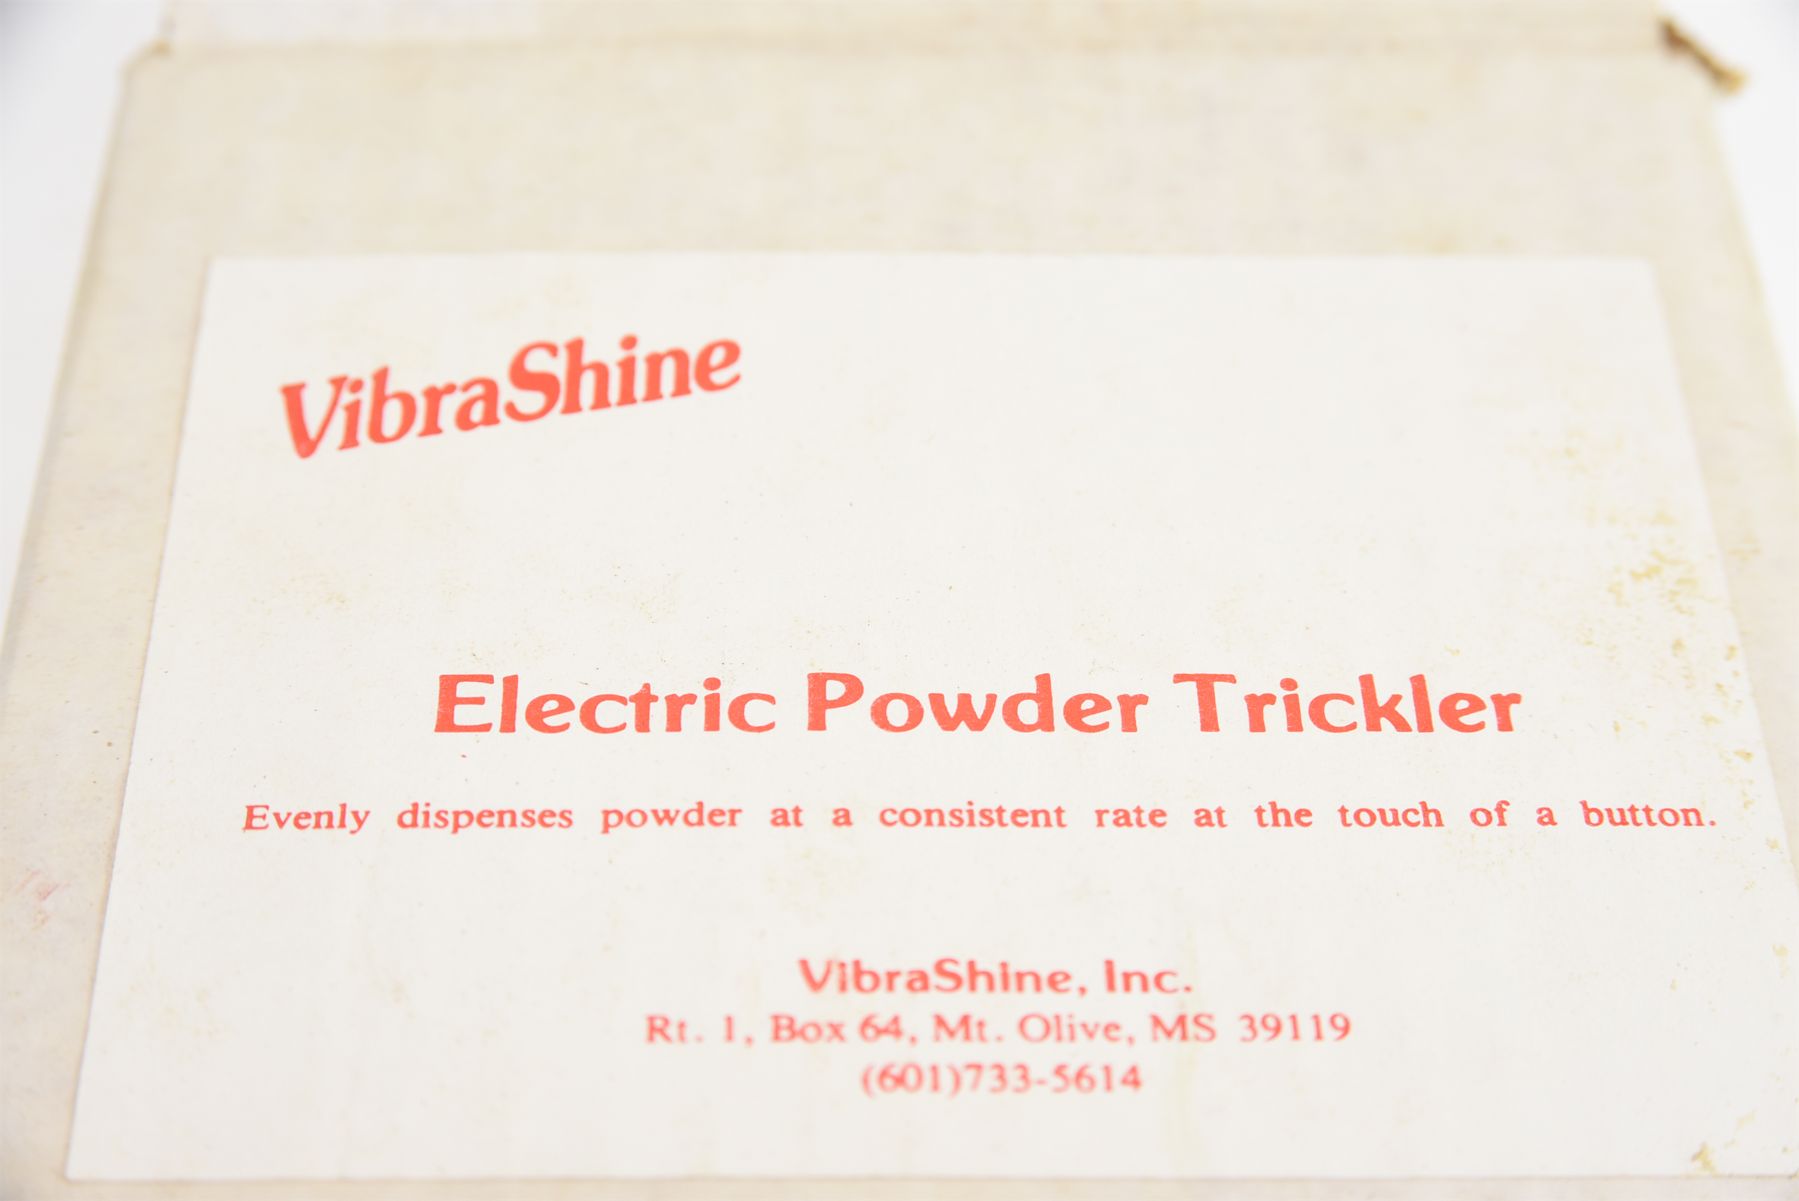 VibraShine
Electric Powder Trickler
Evenly dispenses powder at a consistent rate at the touch of a button.
VibraShine, Inc.
Rt. 1, Box 64, Mt. Olive, MS 39119
(601)733-5614